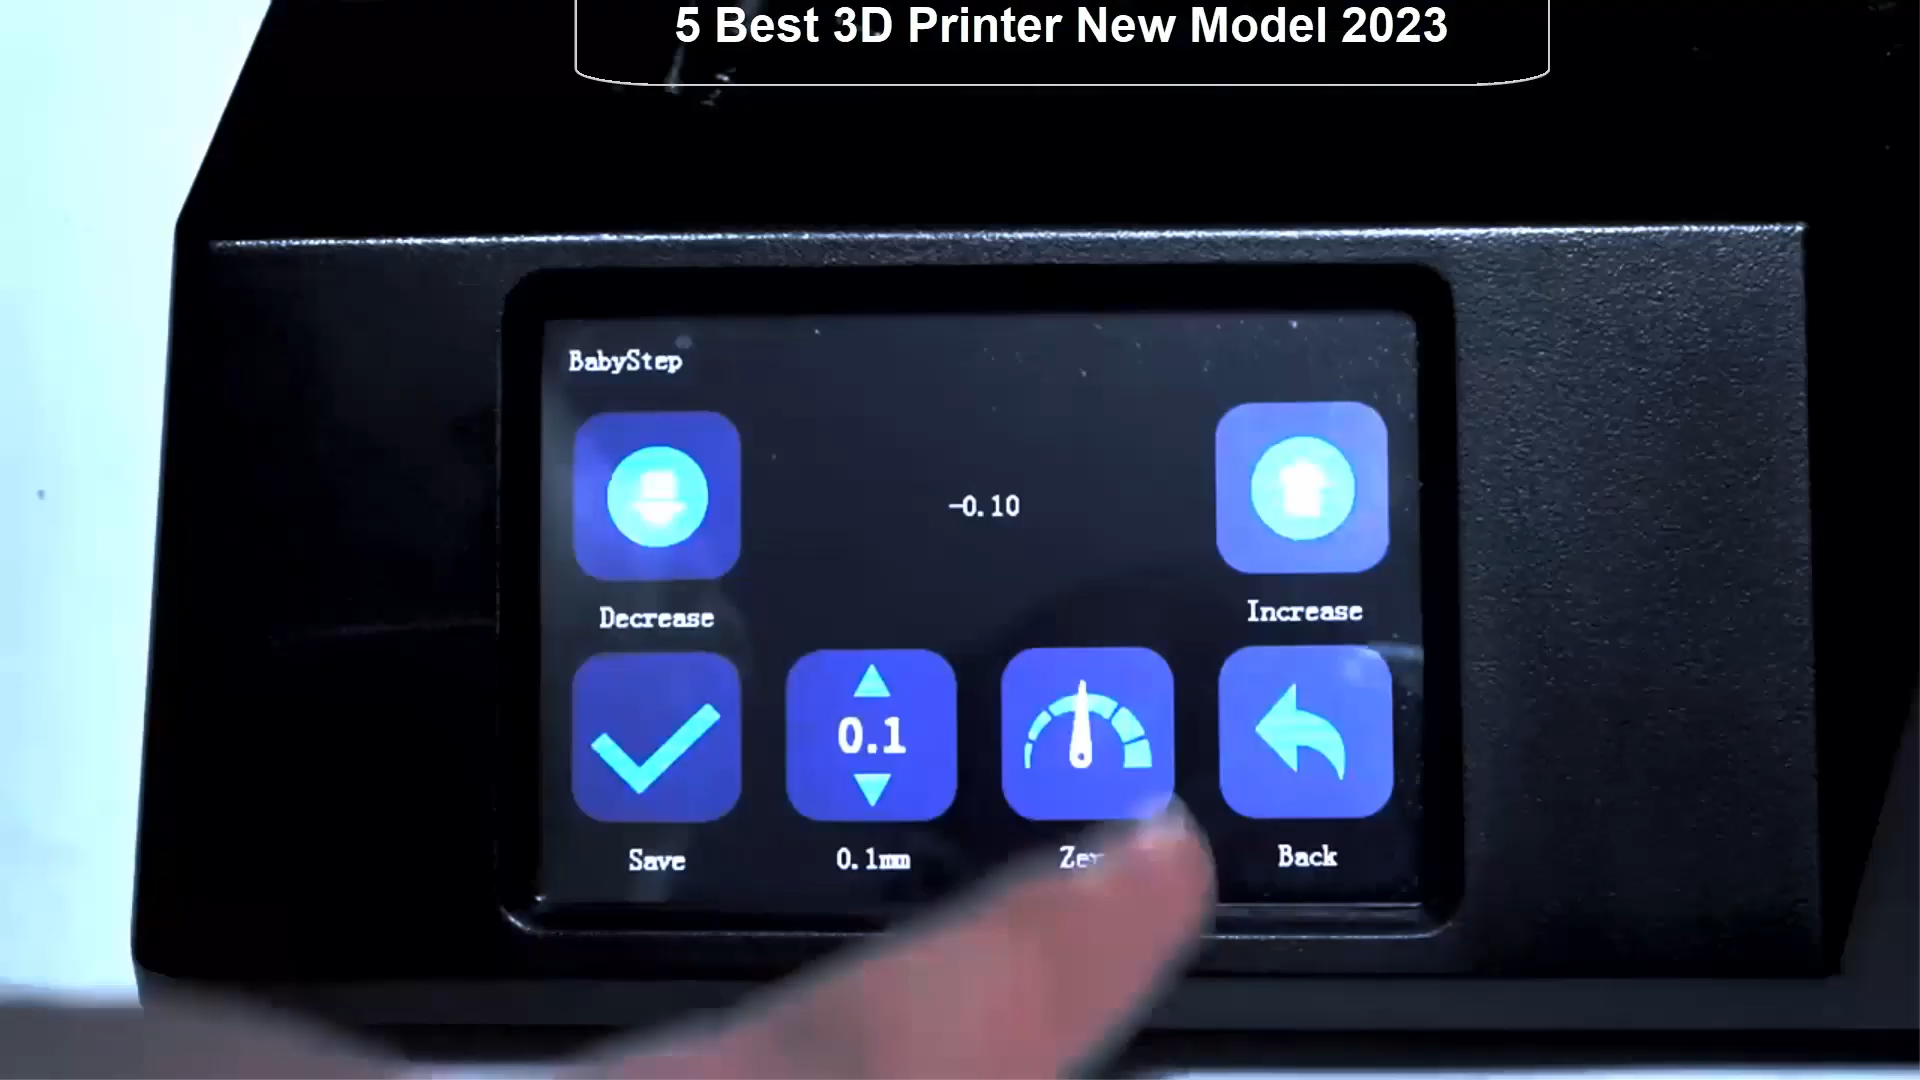 5 Best 3D Printer New Model 2023
BabyStep
-0.10
Decrease
Increase
0.1
Save
0.1mm
Back